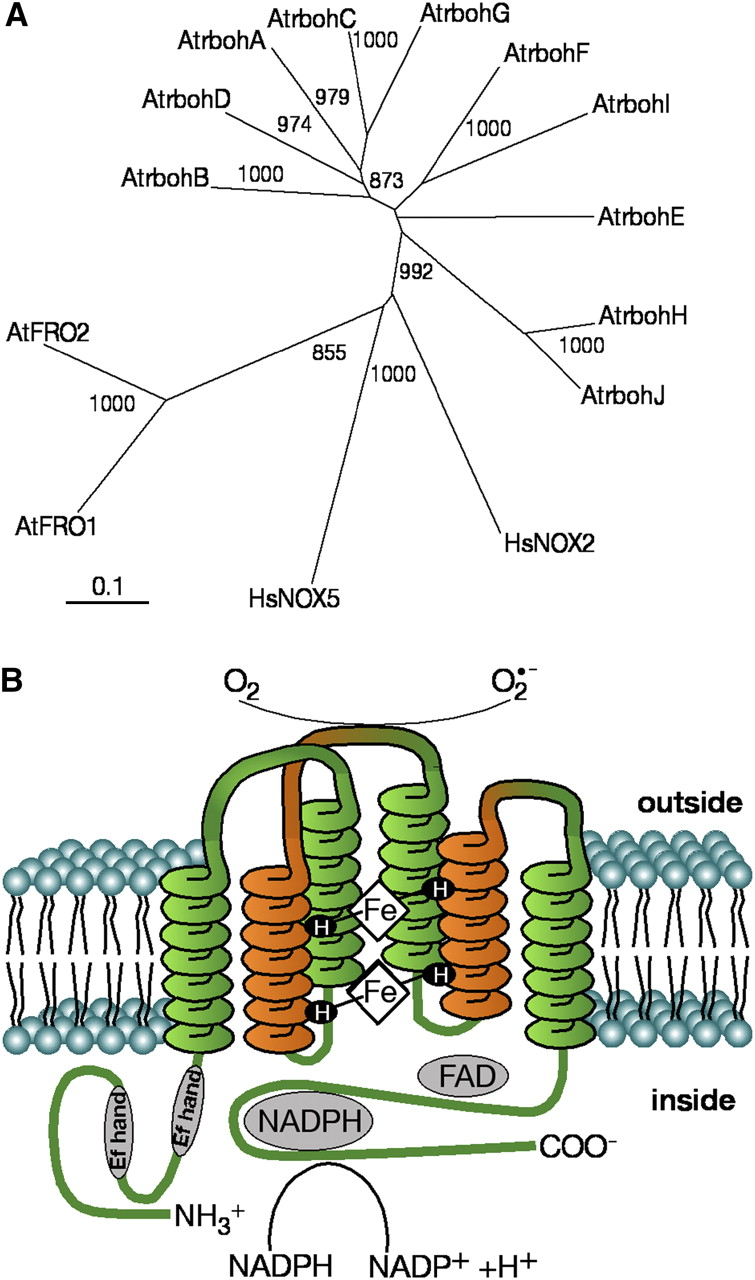 A
AtrbohC
AtrbohG
1000
AtrbohA
AtrbohF
979
AtrbohD
AtrbohI
974
1000
AtrbohB
1000
873
AtrbohE
992
AtrbohH
AtFRO2
1000
855
1000
1000
AtrbohJ
AtFRO1
HsNOX2
0.1
HsNOX5
B
O₂
O₂•⁻
outside
H
Fe
H
H
Fe
H
FAD
inside
Ef hand
Ef hand
NADPH
COO⁻
NH₃⁺
NADPH
NADP⁺ +H⁺